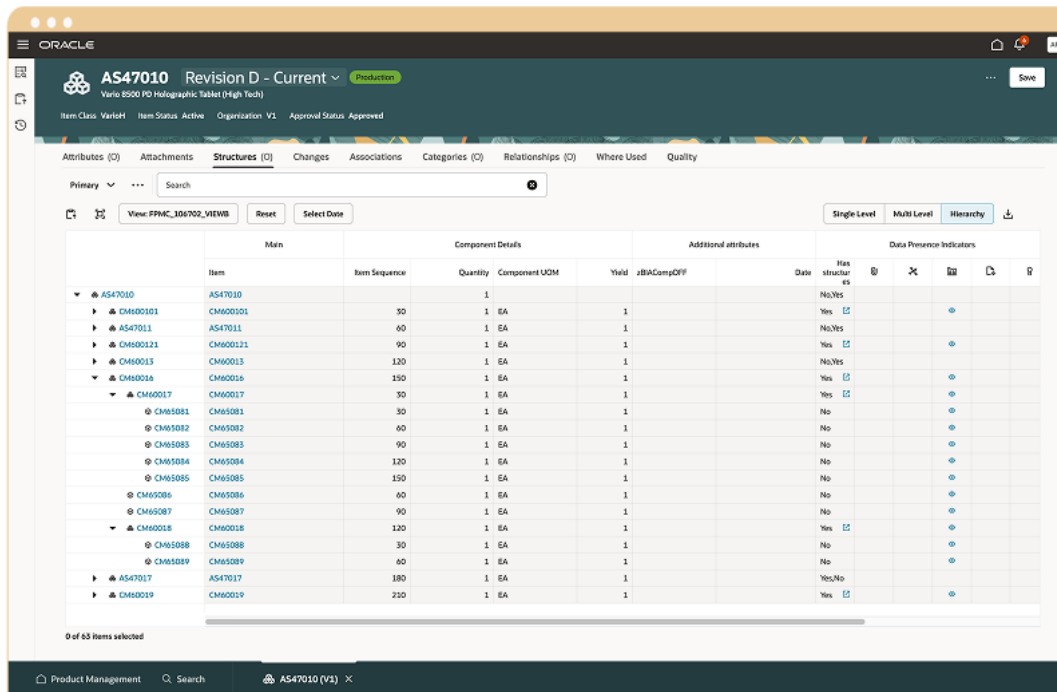 ORACLE
AS47010 Revision D - Current Production
Vario 8500 PD Holographic Tablet (High Tech)
Save
Item Class VarioH Item Status Active Organization V1 Approval Status Approved
Attributes (0) Attachments Structures (0) Changes Associations Categories (0) Relationships (0) Where Used Quality
Primary Search
View: FPMC_106702_VIEWB Reset Select Date Single Level Multi Level Hierarchy
Main Component Details Additional attributes Data Presence Indicators
Item Item Sequence Quantity Component UOM Yield zBIACompDFF Date Has structures
AS47010 AS47010 1 No,Yes
CM600101 CM600101 30 1 EA 1 Yes
AS47011 AS47011 60 1 EA 1 No,Yes
CM600121 CM600121 90 1 EA 1 Yes
CM60013 CM60013 120 1 EA 1 No,Yes
CM60016 CM60016 150 1 EA 1 Yes
CM60017 CM60017 30 1 EA 1 Yes
CM65081 CM65081 30 1 EA 1 No
CM65082 CM65082 60 1 EA 1 No
CM65083 CM65083 90 1 EA 1 No
CM65084 CM65084 120 1 EA 1 No
CM65085 CM65085 150 1 EA 1 No
CM65086 CM65086 60 1 EA 1 No
CM65087 CM65087 90 1 EA 1 No
CM60018 CM60018 120 1 EA 1 Yes
CM65088 CM65088 30 1 EA 1 No
CM65089 CM65089 60 1 EA 1 No
AS47017 AS47017 180 1 EA 1 Yes,No
CM60019 CM60019 210 1 EA 1 Yes
0 of 63 items selected
Product Management Search AS47010 (V1)